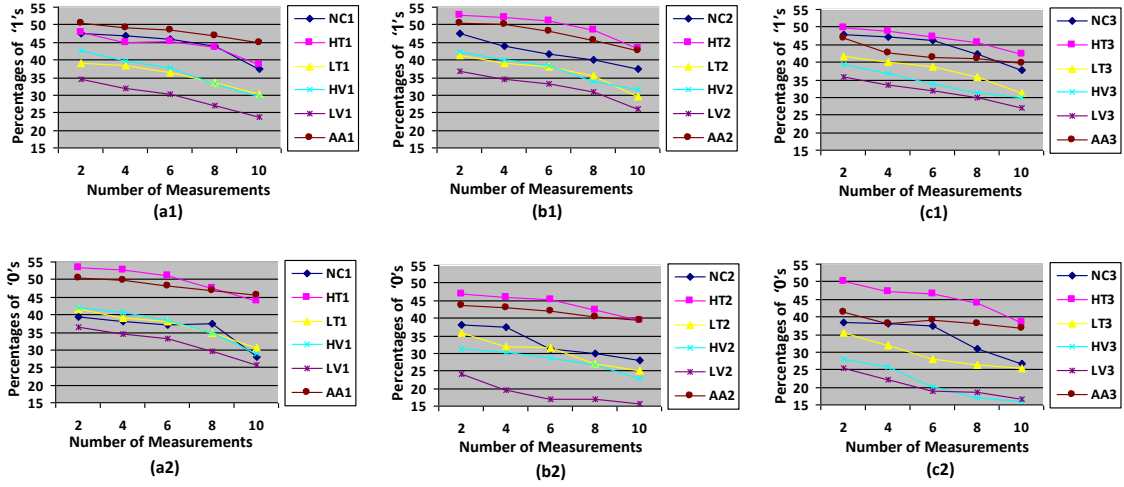 Percentages of '1's
55
50
45
40
35
30
25
20
15
2 4 6 8 10
Number of Measurements
(a1)
NC1
HT1
LT1
HV1
LV1
AA1
Percentages of '1's
55
50
45
40
35
30
25
20
15
2 4 6 8 10
Number of Measurements
(b1)
NC2
HT2
LT2
HV2
LV2
AA2
Percentages of '1's
55
50
45
40
35
30
25
20
15
2 4 6 8 10
Number of Measurements
(c1)
NC3
HT3
LT3
HV3
LV3
AA3
Percentages of '0's
55
50
45
40
35
30
25
20
15
2 4 6 8 10
Number of Measurements
(a2)
NC1
HT1
LT1
HV1
LV1
AA1
Percentages of '0's
55
50
45
40
35
30
25
20
15
2 4 6 8 10
Number of Measurements
(b2)
NC2
HT2
LT2
HV2
LV2
AA2
Percentages of '0's
55
50
45
40
35
30
25
20
15
2 4 6 8 10
Number of Measurements
(c2)
NC3
HT3
LT3
HV3
LV3
AA3